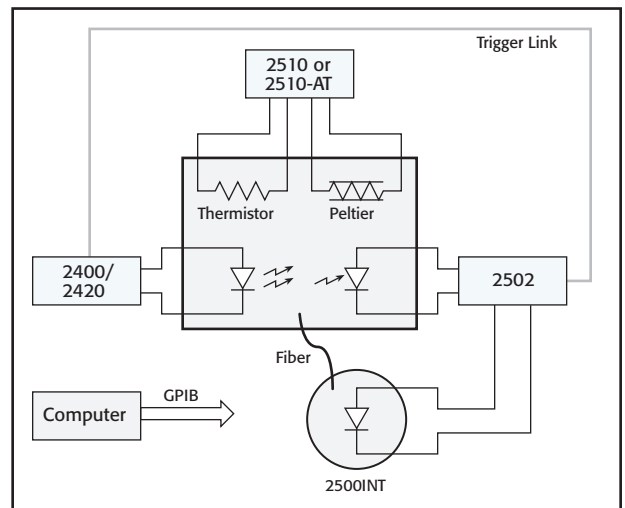 Trigger Link
2510 or
2510-AT
Thermistor
Peltier
2400/
2420
2502
Fiber
GPIB
Computer
2500INT